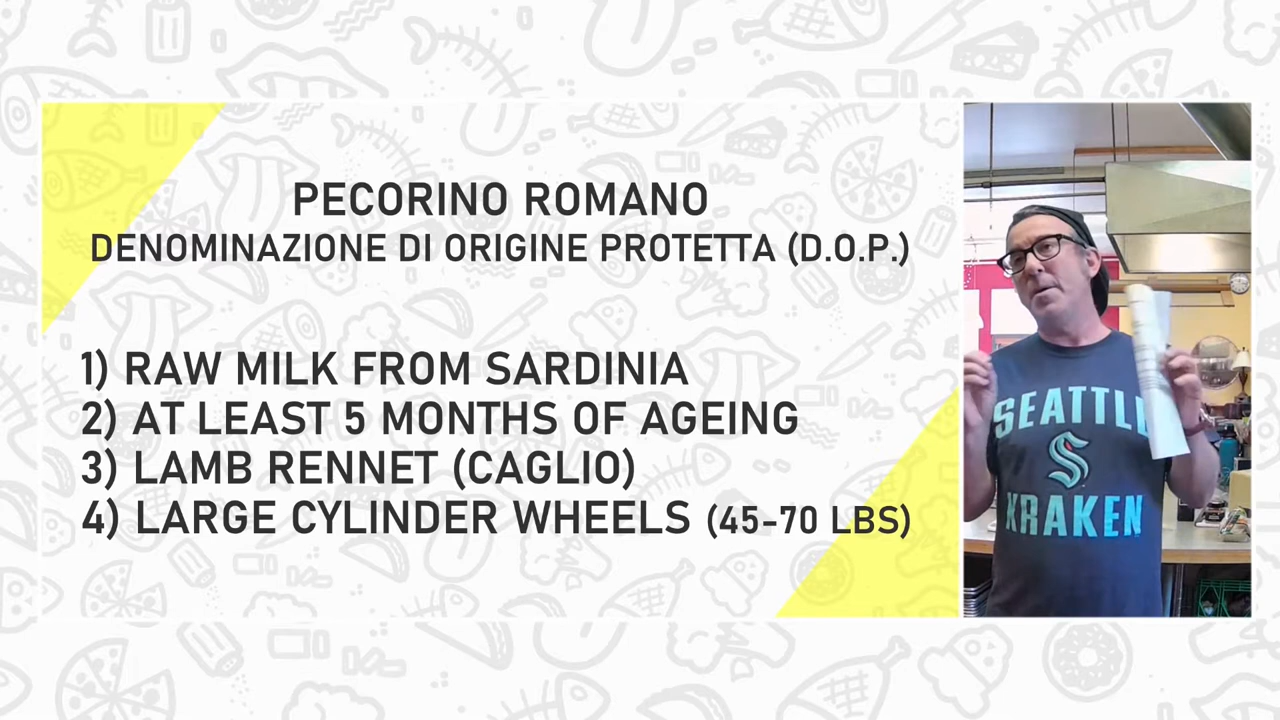 PECORINO ROMANO
DENOMINAZIONE DI ORIGINE PROTETTA (D.O.P.)
1) RAW MILK FROM SARDINIA
2) AT LEAST 5 MONTHS OF AGEING
3) LAMB RENNET (CAGLIO)
4) LARGE CYLINDER WHEELS (45-70 LBS)
SEATTLE
KRAKEN